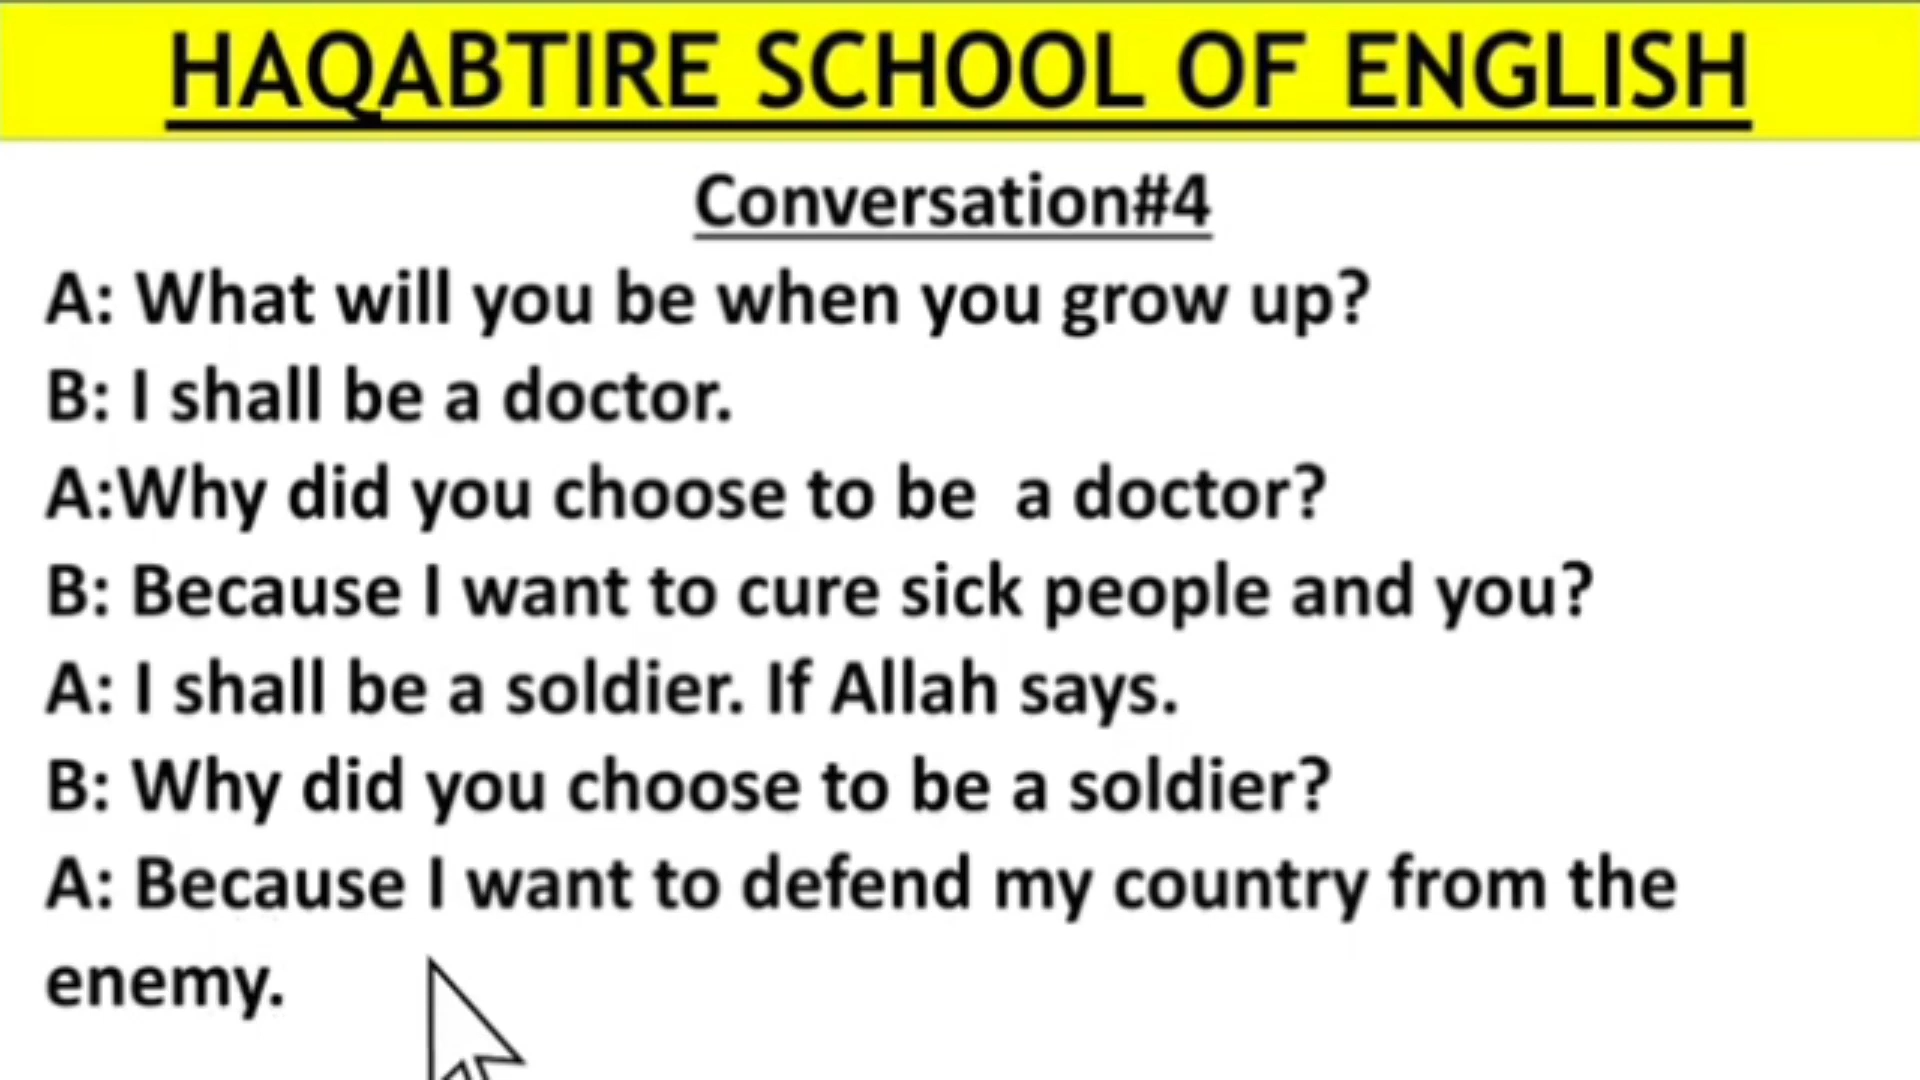 HAQABTIRE SCHOOL OF ENGLISH
Conversation#4
A: What will you be when you grow up?
B: I shall be a doctor.
A:Why did you choose to be  a doctor?
B: Because I want to cure sick people and you?
A: I shall be a soldier. If Allah says.
B: Why did you choose to be a soldier?
A: Because I want to defend my country from the
enemy.